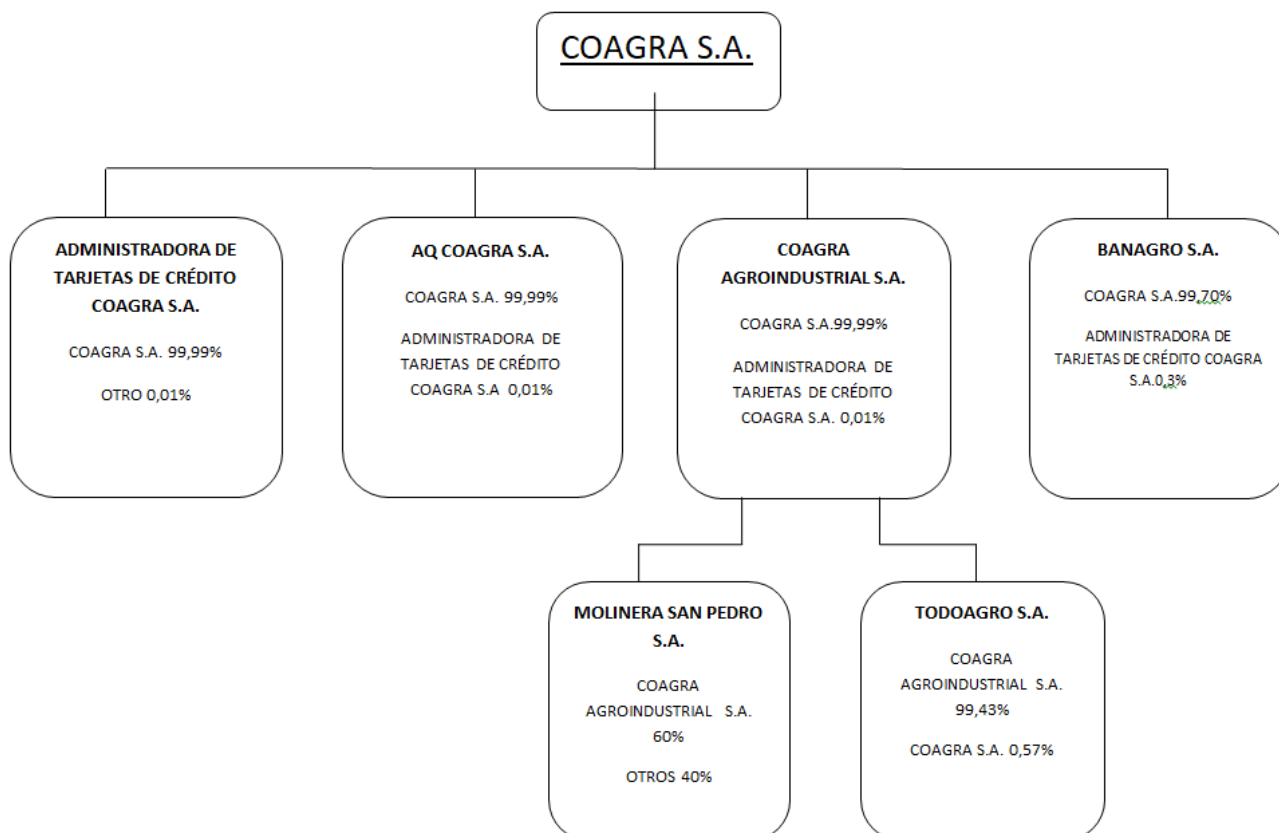 COAGRA S.A.
ADMINISTRADORA DE
TARJETAS DE CRÉDITO
COAGRA S.A.
COAGRA S.A. 99,99%
OTRO 0,01%
AQ COAGRA S.A.
COAGRA S.A. 99,99%
ADMINISTRADORA DE
TARJETAS DE CRÉDITO
COAGRA S.A 0,01%
COAGRA
AGROINDUSTRIAL S.A.
COAGRA S.A.99,99%
ADMINISTRADORA DE
TARJETAS DE CRÉDITO
COAGRA S.A. 0,01%
BANAGRO S.A.
COAGRA S.A.99,70%
ADMINISTRADORA DE
TARJETAS DE CRÉDITO COAGRA
S.A.0,3%
MOLINERA SAN PEDRO
S.A.
COAGRA
AGROINDUSTRIAL S.A.
60%
OTROS 40%
TODOAGRO S.A.
COAGRA
AGROINDUSTRIAL S.A.
99,43%
COAGRA S.A. 0,57%